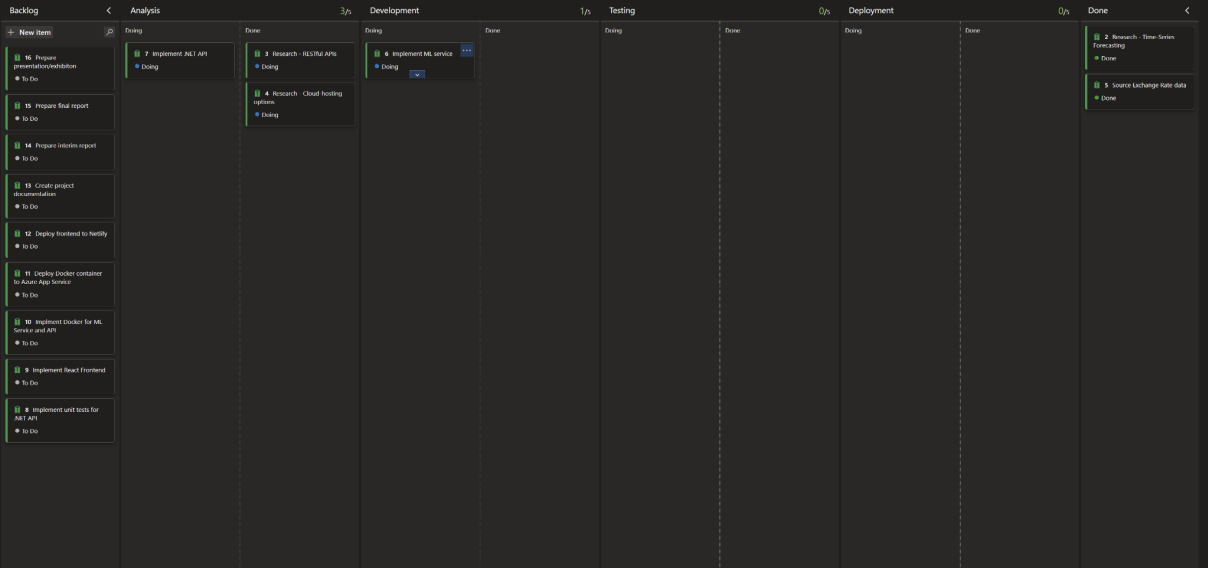 Backlog
Analysis
3/5
Development
1/5
Testing
0/5
Deployment
0/5
Done
New item
Doing
Done
Doing
Done
Doing
Done
Doing
Done
16 Prepare
presentation/exhibiton
To Do
15 Prepare final report
To Do
14 Prepare interim report
To Do
13 Create project
documentation
To Do
12 Deploy frontend to Netlify
To Do
11 Deploy Docker container
to Azure App Service
To Do
10 Implment Docker for ML
Service and API
To Do
9 Implement React Frontend
To Do
8 Implement unit tests for
.NET API
To Do
7 Implement .NET API
Doing
3 Research - RESTful APIs
Doing
4 Research - Cloud-hosting
options
Doing
6 Implement ML service
Doing
2 Research - Time-Series
Forecasting
Done
5 Source Exchange Rate data
Done